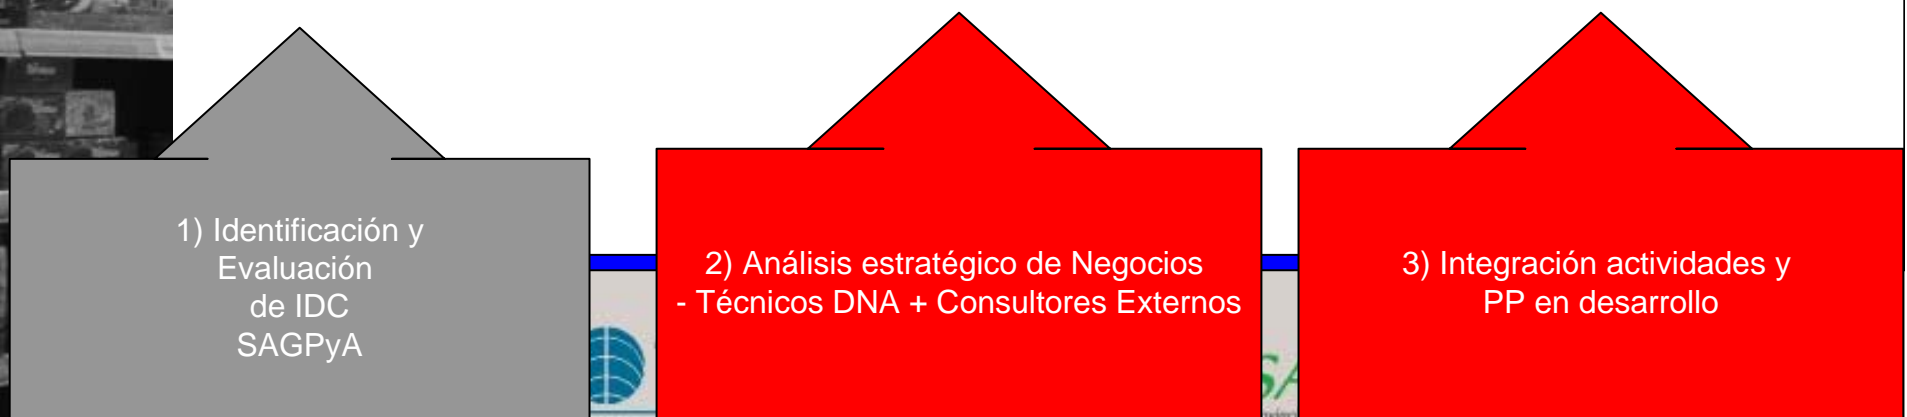 1) Identificación y
Evaluación
de IDC
SAGPyA
2) Análisis estratégico de Negocios
- Técnicos DNA + Consultores Externos
3) Integración actividades y
PP en desarrollo